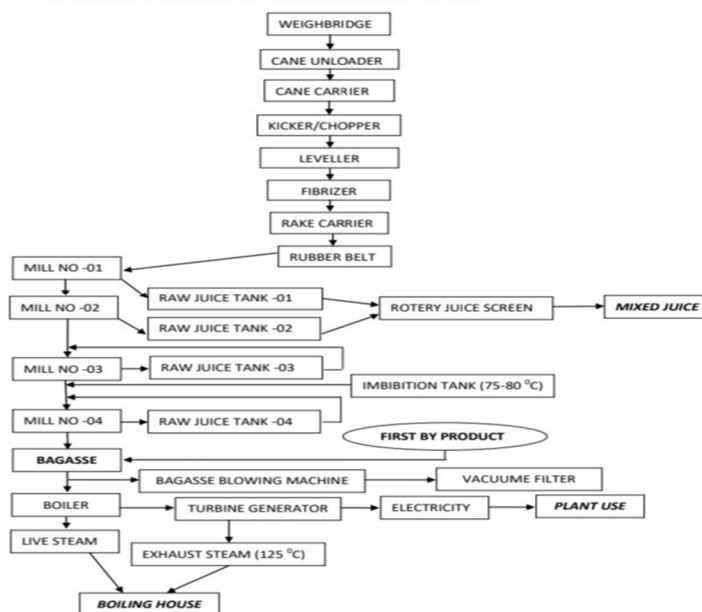 WEIGHBRIDGE
CANE UNLOADER
CANE CARRIER
KICKER/CHOPPER
LEVELLER
FIBRIZER
RAKE CARRIER
RUBBER BELT
MILL NO -01
RAW JUICE TANK -01
MILL NO -02
RAW JUICE TANK -02
ROTERY JUICE SCREEN
MIXED JUICE
MILL NO -03
RAW JUICE TANK -03
IMBIBITION TANK (75-80 °C)
MILL NO -04
RAW JUICE TANK -04
FIRST BY PRODUCT
BAGASSE
BAGASSE BLOWING MACHINE
VACUUME FILTER
BOILER
TURBINE GENERATOR
ELECTRICITY
PLANT USE
LIVE STEAM
EXHAUST STEAM (125 °C)
BOILING HOUSE